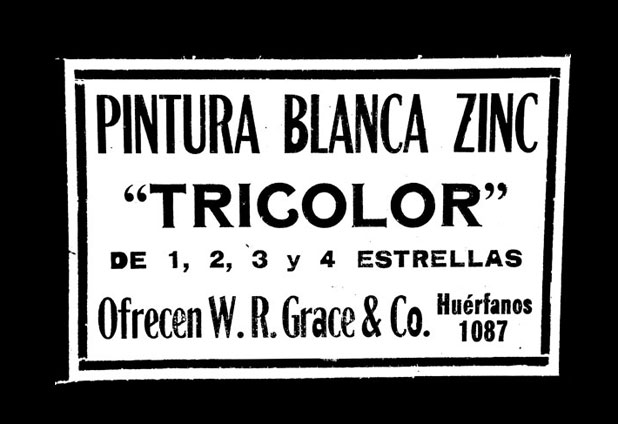 PINTURA BLANCA ZINC
“TRICOLOR”
DE 1, 2, 3 y 4 ESTRELLAS
Ofrecen W. R. Grace & Co. Huérfanos 1087